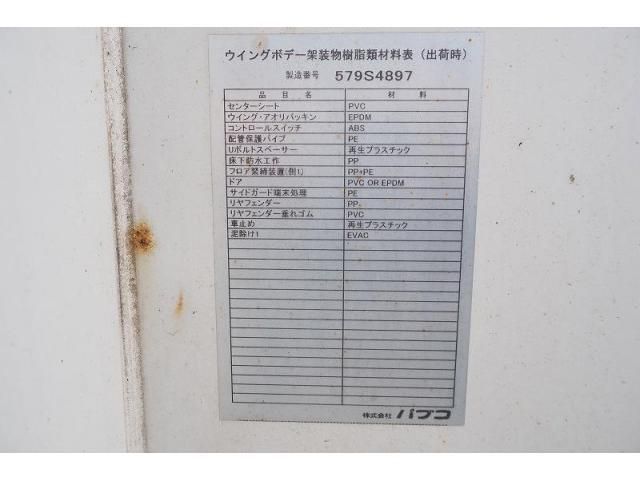 ウイングボデー架装物樹脂類材料表（出荷時）
製造番号 579S4897
品目名 材料
センターシート PVC
ウイング・アオリパッキン EPDM
コントロールスイッチ ABS
配管保護パイプ PE
Uボルトスペーサー 再生プラスチック
床下防水工作 PP
フロア緊締装置(側1) PP+PE
ドア PVC OR EPDM
サイドガード端末処理 PE
リヤフェンダー PP
リヤフェンダー垂れゴム PVC
車止め 再生プラスチック
泥除け1 EVAC
株式会社 パブコ